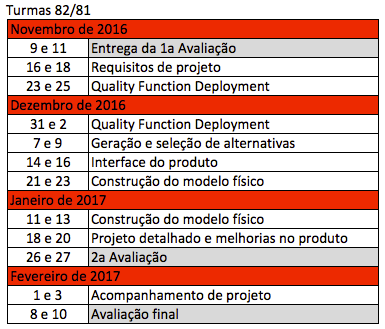 Turmas 82/81
Novembro de 2016
9 e 11 Entrega da 1a Avaliação
16 e 18 Requisitos de projeto
23 e 25 Quality Function Deployment
Dezembro de 2016
31 e 2 Quality Function Deployment
7 e 9 Geração e seleção de alternativas
14 e 16 Interface do produto
21 e 23 Construção do modelo físico
Janeiro de 2017
11 e 13 Construção do modelo físico
18 e 20 Projeto detalhado e melhorias no produto
26 e 27 2a Avaliação
Fevereiro de 2017
1 e 3 Acompanhamento de projeto
8 e 10 Avaliação final